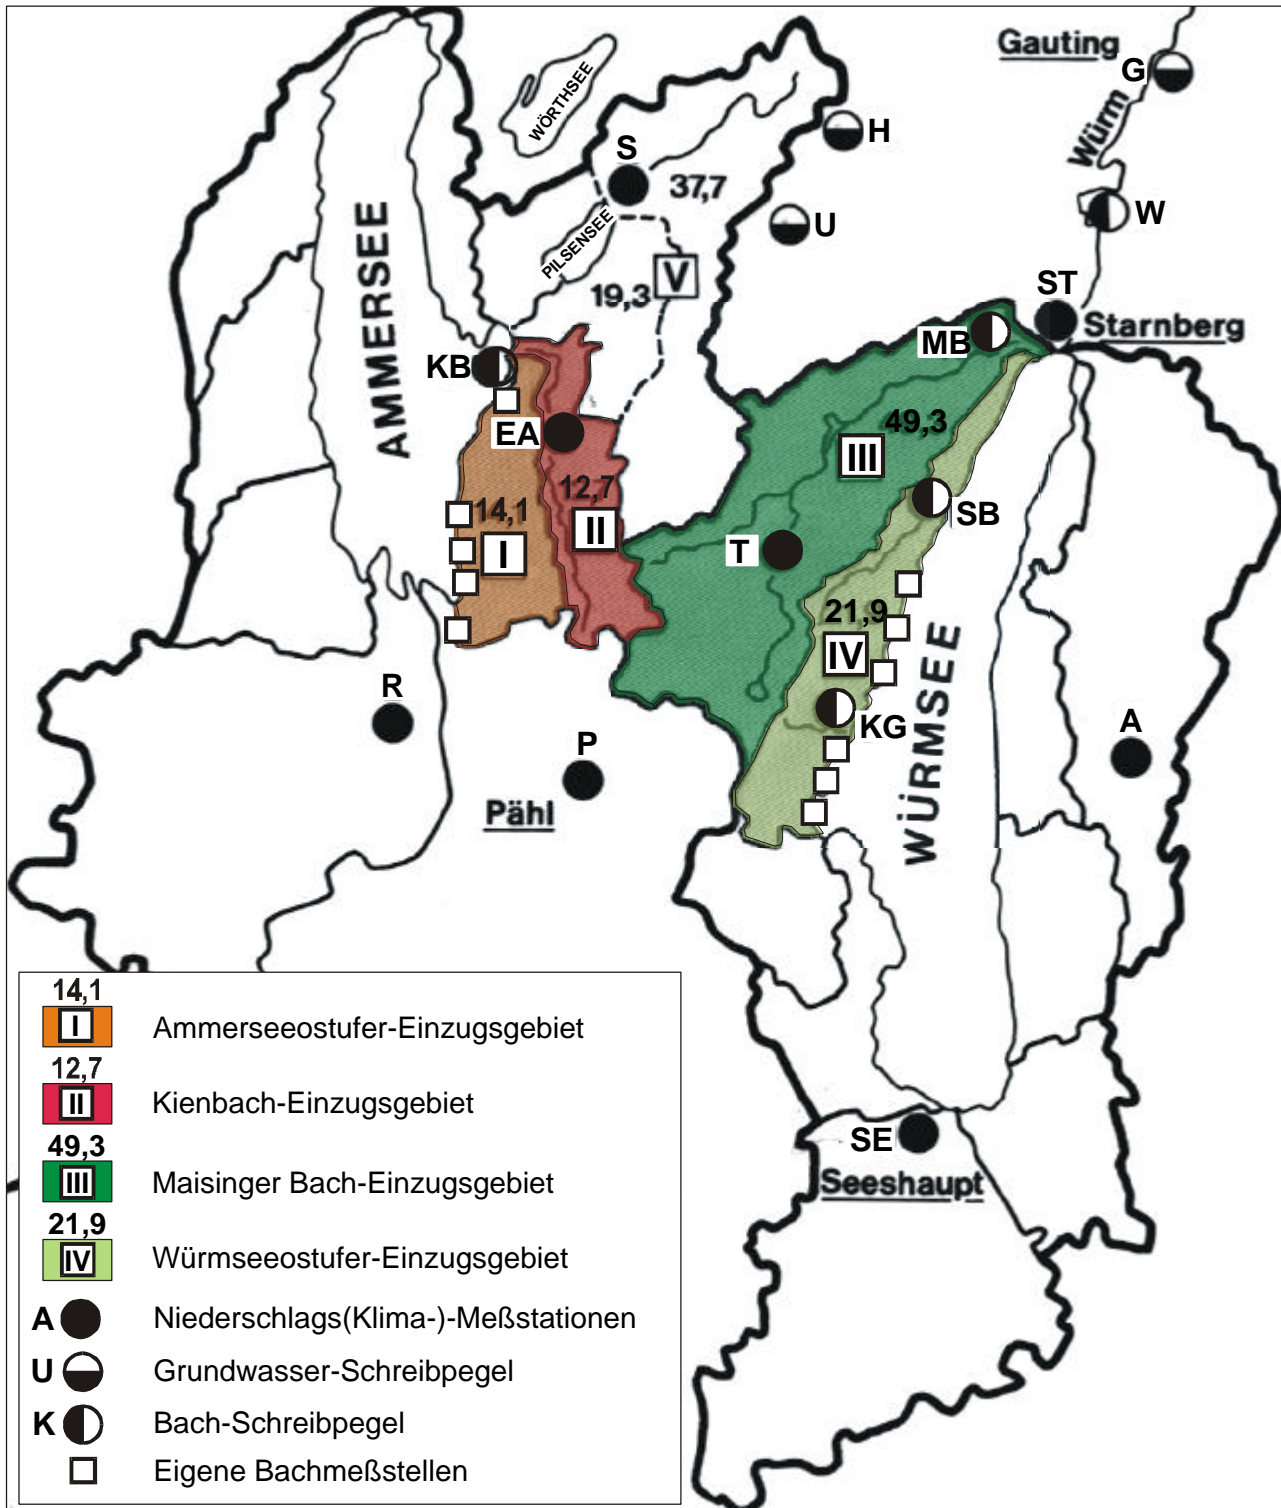 Gauting
G
Würm
WÖRTHSEE
H
S
37,7
W
U
AMMERSEE
PILSENSEE
V
19,3
ST
Starnberg
MB
KB
EA
49,3
III
12,7
14,1
II
I
SB
T
21,9
IV
WÜRMSEE
R
KG
A
P
Pähl
SE
Seeshaupt
14,1
I Ammerseeostufer-Einzugsgebiet
12,7
II Kienbach-Einzugsgebiet
49,3
III Maisinger Bach-Einzugsgebiet
21,9
IV Würmseeostufer-Einzugsgebiet
A Niederschlags(Klima-)-Meßstationen
U Grundwasser-Schreibpegel
K Bach-Schreibpegel
Eigene Bachmeßstellen